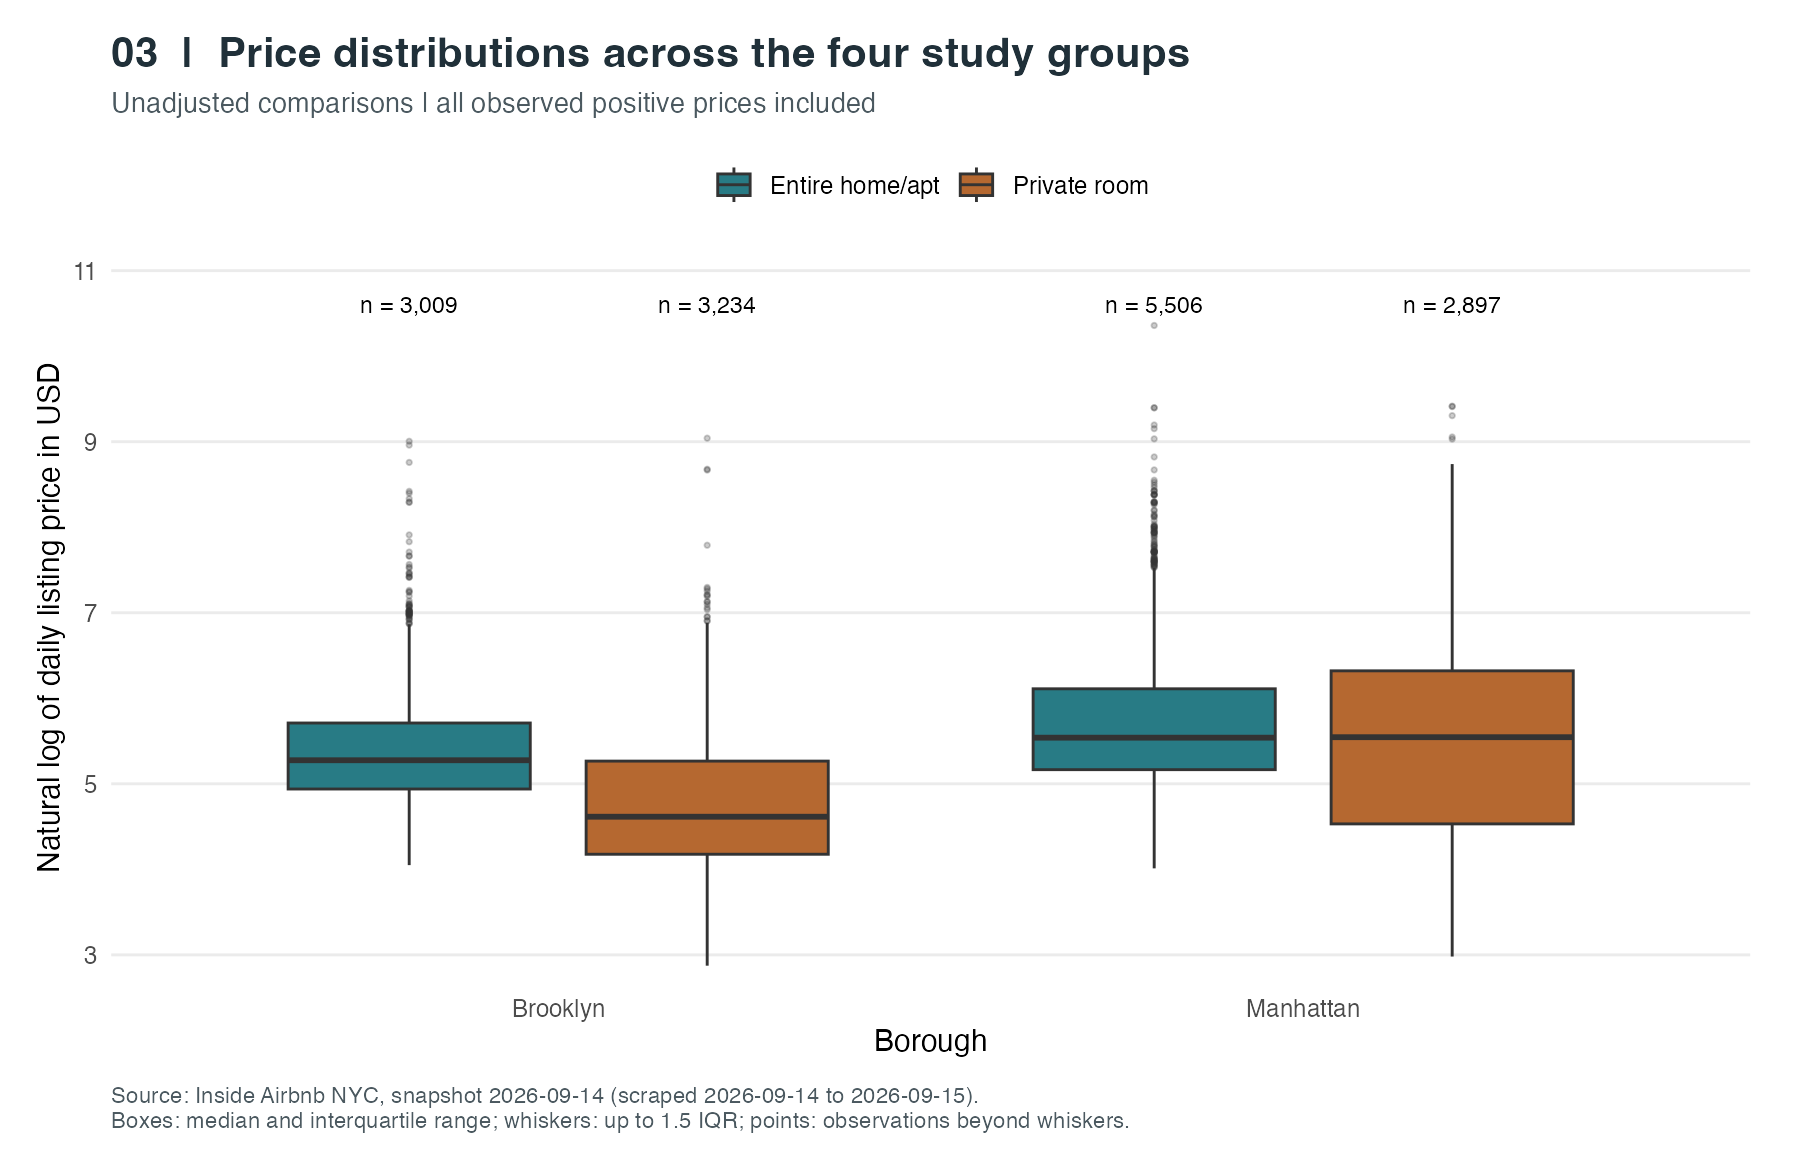 03 | Price distributions across the four study groups
Unadjusted comparisons | all observed positive prices included
Entire home/apt
Private room
Natural log of daily listing price in USD
11
9
7
5
3
n = 3,009
n = 3,234
n = 5,506
n = 2,897
Brooklyn
Manhattan
Borough
Source: Inside Airbnb NYC, snapshot 2026-09-14 (scraped 2026-09-14 to 2026-09-15).
Boxes: median and interquartile range; whiskers: up to 1.5 IQR; points: observations beyond whiskers.